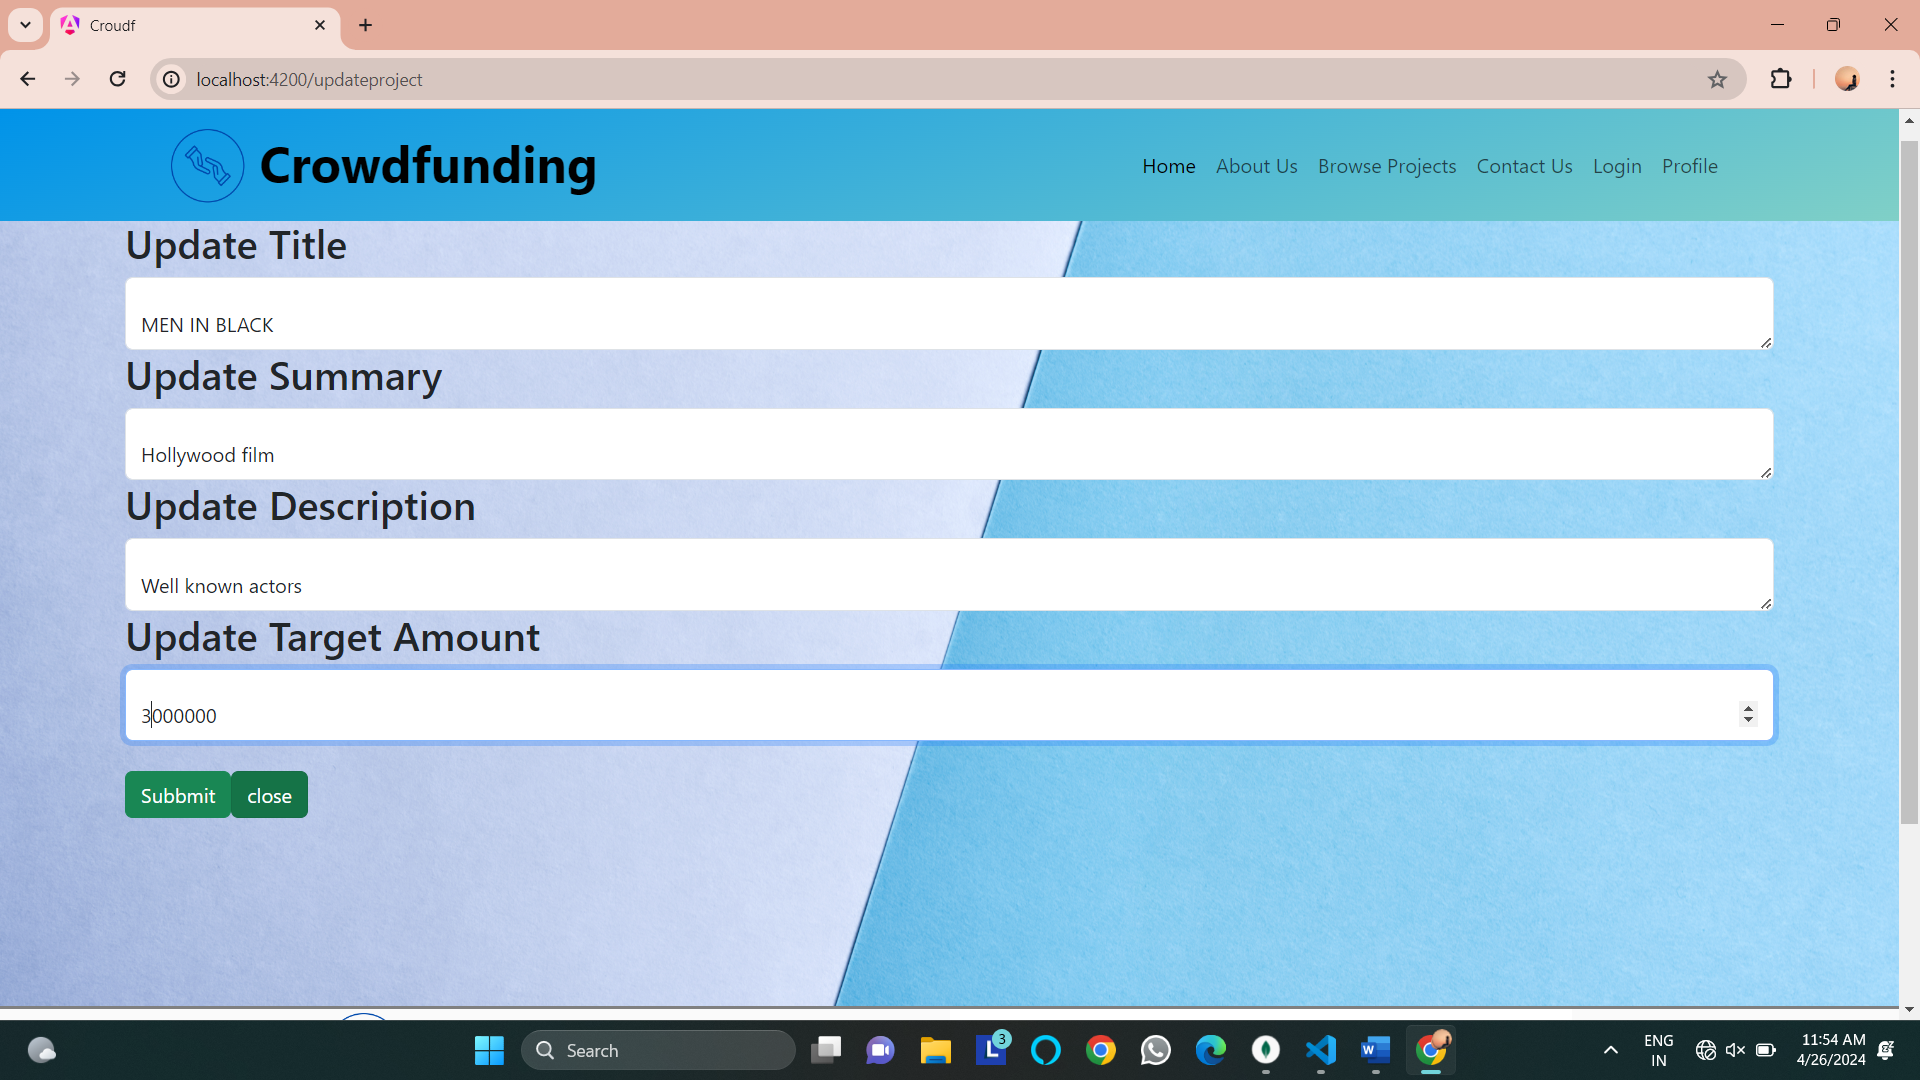 Croudf
localhost:4200/updateproject
Crowdfunding
Home About Us Browse Projects Contact Us Login Profile
Update Title
MEN IN BLACK
Update Summary
Hollywood film
Update Description
Well known actors
Update Target Amount
3000000
Subbmit close
Search
L 3
W
ENG
IN
11:54 AM
4/26/2024